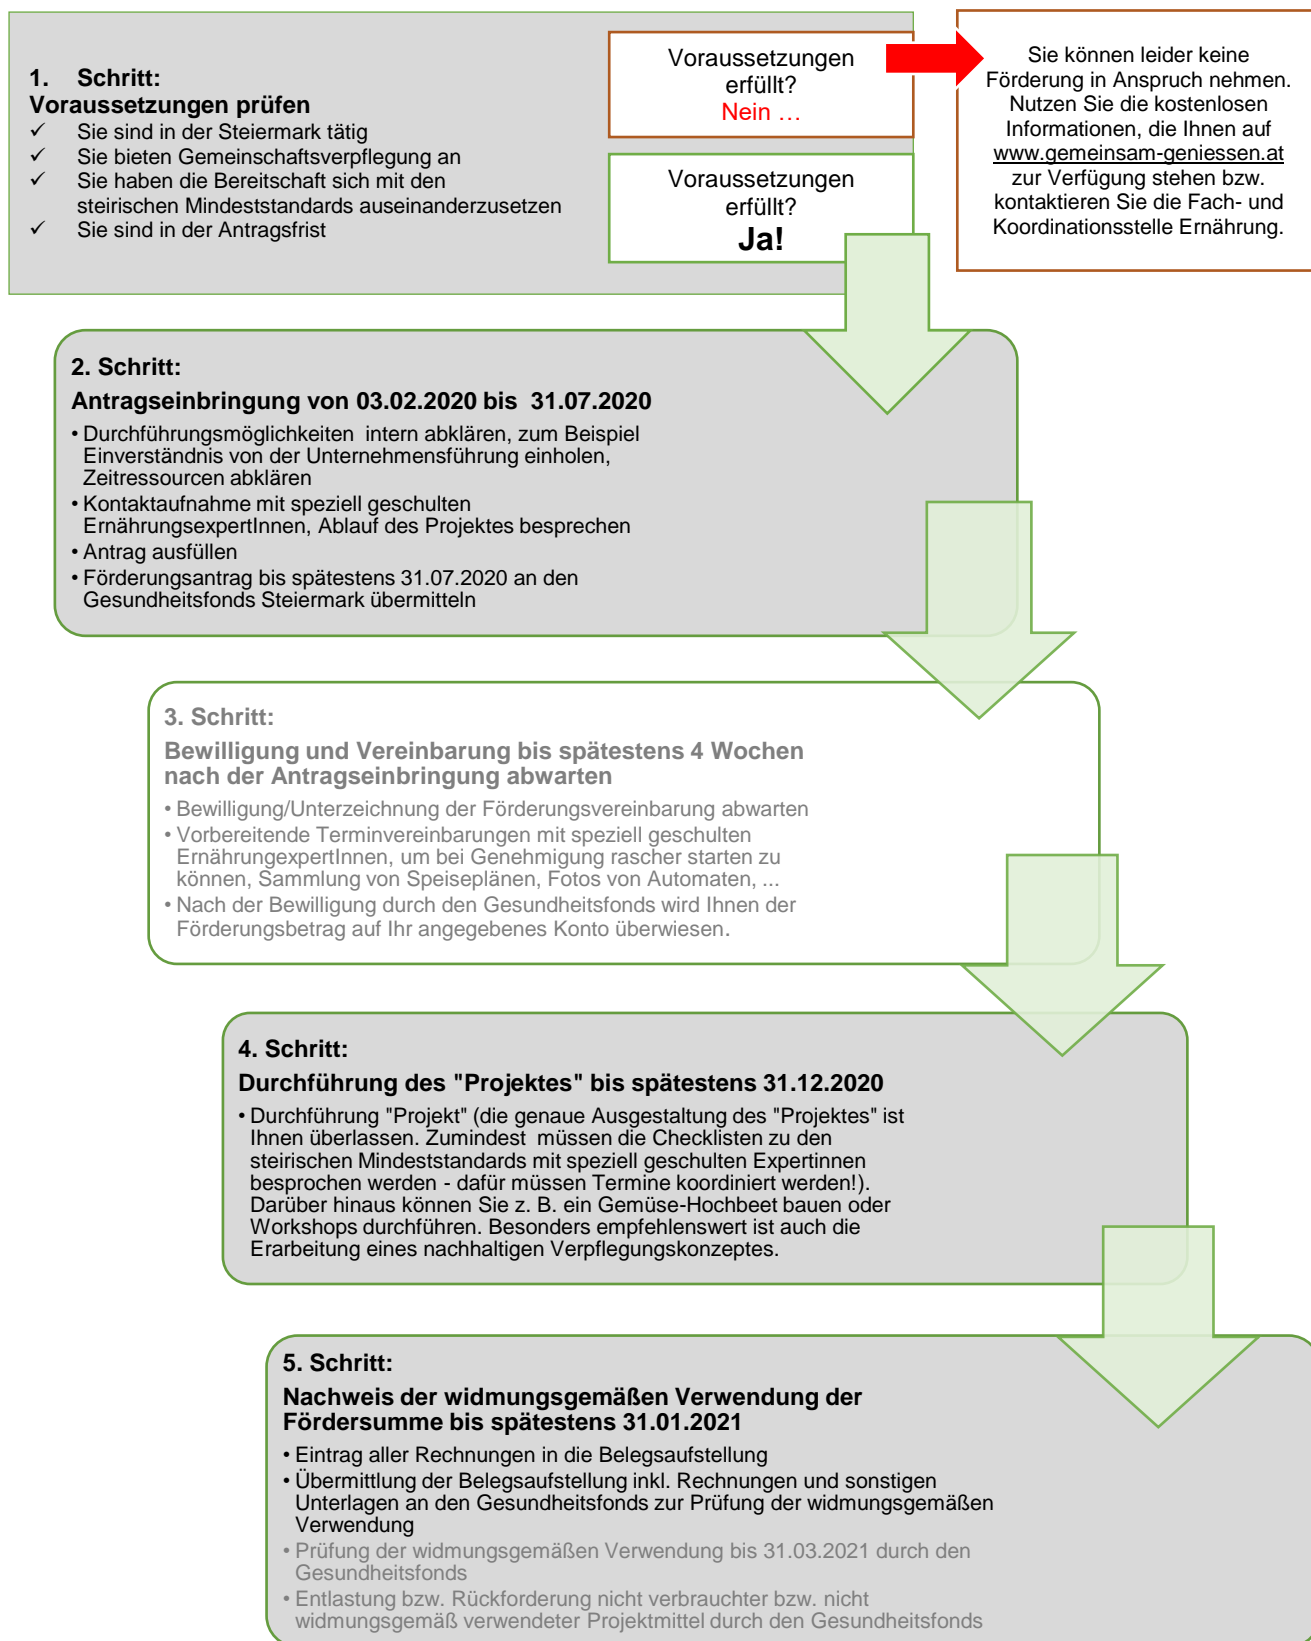 1. Schritt:
Voraussetzungen prüfen
✓ Sie sind in der Steiermark tätig
✓ Sie bieten Gemeinschaftsverpflegung an
✓ Sie haben die Bereitschaft sich mit den
steirischen Mindeststandards auseinanderzusetzen
✓ Sie sind in der Antragsfrist
Voraussetzungen
erfüllt?
Nein …
Voraussetzungen
erfüllt?
Ja!
Sie können leider keine
Förderung in Anspruch nehmen.
Nutzen Sie die kostenlosen
Informationen, die Ihnen auf
www.gemeinsam-geniessen.at
zur Verfügung stehen bzw.
kontaktieren Sie die Fach- und
Koordinationsstelle Ernährung.
2. Schritt:
Antragseinbringung von 03.02.2020 bis 31.07.2020
• Durchführungsmöglichkeiten intern abklären, zum Beispiel
Einverständnis von der Unternehmensführung einholen,
Zeitressourcen abklären
• Kontaktaufnahme mit speziell geschulten
ErnährungsexpertInnen, Ablauf des Projektes besprechen
• Antrag ausfüllen
• Förderungsantrag bis spätestens 31.07.2020 an den
Gesundheitsfonds Steiermark übermitteln
3. Schritt:
Bewilligung und Vereinbarung bis spätestens 4 Wochen
nach der Antragseinbringung abwarten
• Bewilligung/Unterzeichnung der Förderungsvereinbarung abwarten
• Vorbereitende Terminvereinbarungen mit speziell geschulten
ErnährungexpertInnen, um bei Genehmigung rascher starten zu
können, Sammlung von Speiseplänen, Fotos von Automaten, ...
• Nach der Bewilligung durch den Gesundheitsfonds wird Ihnen der
Förderungsbetrag auf Ihr angegebenes Konto überwiesen.
4. Schritt:
Durchführung des "Projektes" bis spätestens 31.12.2020
• Durchführung "Projekt" (die genaue Ausgestaltung des "Projektes" ist
Ihnen überlassen. Zumindest müssen die Checklisten zu den
steirischen Mindeststandards mit speziell geschulten Expertinnen
besprochen werden - dafür müssen Termine koordiniert werden!).
Darüber hinaus können Sie z. B. ein Gemüse-Hochbeet bauen oder
Workshops durchführen. Besonders empfehlenswert ist auch die
Erarbeitung eines nachhaltigen Verpflegungskonzeptes.
5. Schritt:
Nachweis der widmungsgemäßen Verwendung der
Fördersumme bis spätestens 31.01.2021
• Eintrag aller Rechnungen in die Belegsaufstellung
• Übermittlung der Belegsaufstellung inkl. Rechnungen und sonstigen
Unterlagen an den Gesundheitsfonds zur Prüfung der widmungsgemäßen
Verwendung
• Prüfung der widmungsgemäßen Verwendung bis 31.03.2021 durch den
Gesundheitsfonds
• Entlastung bzw. Rückforderung nicht verbrauchter bzw. nicht
widmungsgemäß verwendeter Projektmittel durch den Gesundheitsfonds